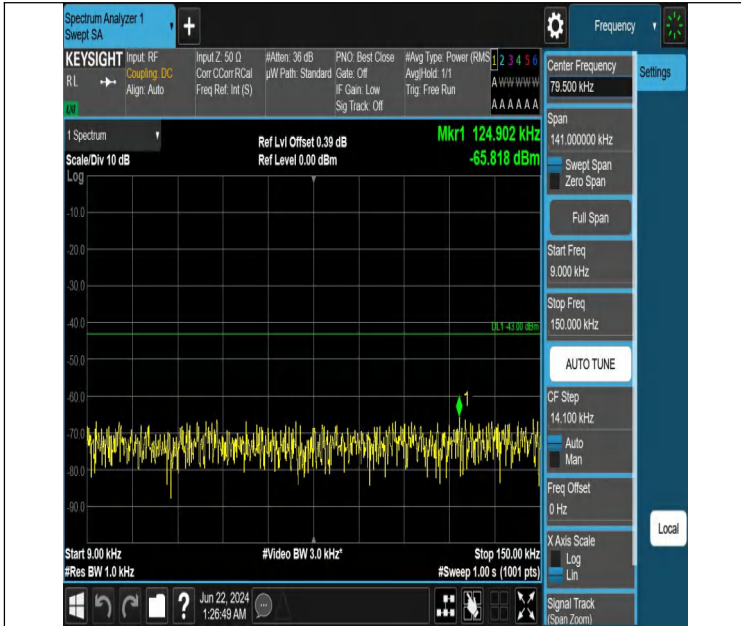 Spectrum Analyzer 1
Swept SA
+
Frequency
KEYSIGHT
RL
Input: RF
Coupling: DC
Align: Auto
Input Z: 50 Ω
Corr CCorr RCal
Freq Ref: Int (S)
#Atten: 36 dB
µW Path: Standard
PNO: Best Close
Gate: Off
IF Gain: Low
Sig Track: Off
#Avg Type: Power (RMS
Avg|Hold: 1/1
Trig: Free Run
1 2 3 4 5 6
A W W W W W
A A A A A A
1 Spectrum
Scale/Div 10 dB
Ref Lvl Offset 0.39 dB
Ref Level 0.00 dBm
Mkr1 124.902 kHz
-65.818 dBm
Log
-10.0
-20.0
-30.0
-40.0
DL1 -43.00 dBm
-50.0
-60.0
1
-70.0
-80.0
-90.0
Start 9.00 kHz
#Video BW 3.0 kHz*
Stop 150.00 kHz
#Res BW 1.0 kHz
#Sweep 1.00 s (1001 pts)
?
Jun 22, 2024
1:26:49 AM
Center Frequency
79.500 kHz
Settings
Span
141.000000 kHz
Swept Span
Zero Span
Full Span
Start Freq
9.000 kHz
Stop Freq
150.000 kHz
AUTO TUNE
CF Step
14.100 kHz
Auto
Man
Freq Offset
0 Hz
Local
X Axis Scale
Log
Lin
Signal Track
(Span Zoom)